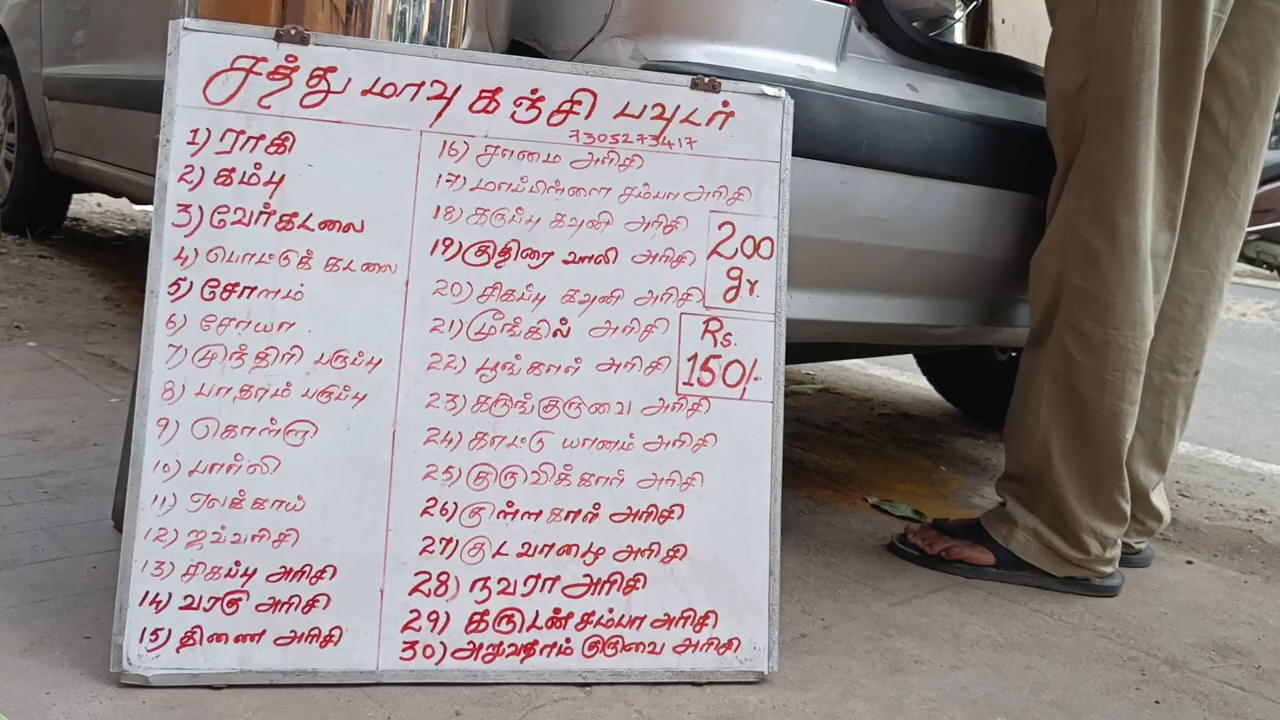 சத்து மாவு கஞ்சி பவுடர்
7305273417
1) ராகி
2) கம்பு
3) வேர்கடலை
4) பொட்டுக் கடலை
5) சோளம்
6) சோயா
7) முந்திரி பருப்பு
8) பாதாம் பருப்பு
9) கொள்ளு
10) பார்லி
11) ஏலக்காய்
12) ஜவ்வரிசி
13) சிகப்பு அரிசி
14) வரகு அரிசி
15) தினை அரிசி
16) சாமை அரிசி
17) மாப்பிள்ளை சம்பா அரிசி
18) கருப்பு கவுனி அரிசி
19) குதிரை வாலி அரிசி
20) சிகப்பு கவுனி அரிசி
21) மூங்கில் அரிசி
22) பூங்கார் அரிசி
23) கருங்குருவை அரிசி
24) காட்டு யானம் அரிசி
25) குருவிக்கார் அரிசி
26) குள்ள கார் அரிசி
27) குடவாழை அரிசி
28) நவரா அரிசி
29) கருடன் சம்பா அரிசி
30) அறுவதாம் குருவை அரிசி
200
gr.
Rs.
150/-